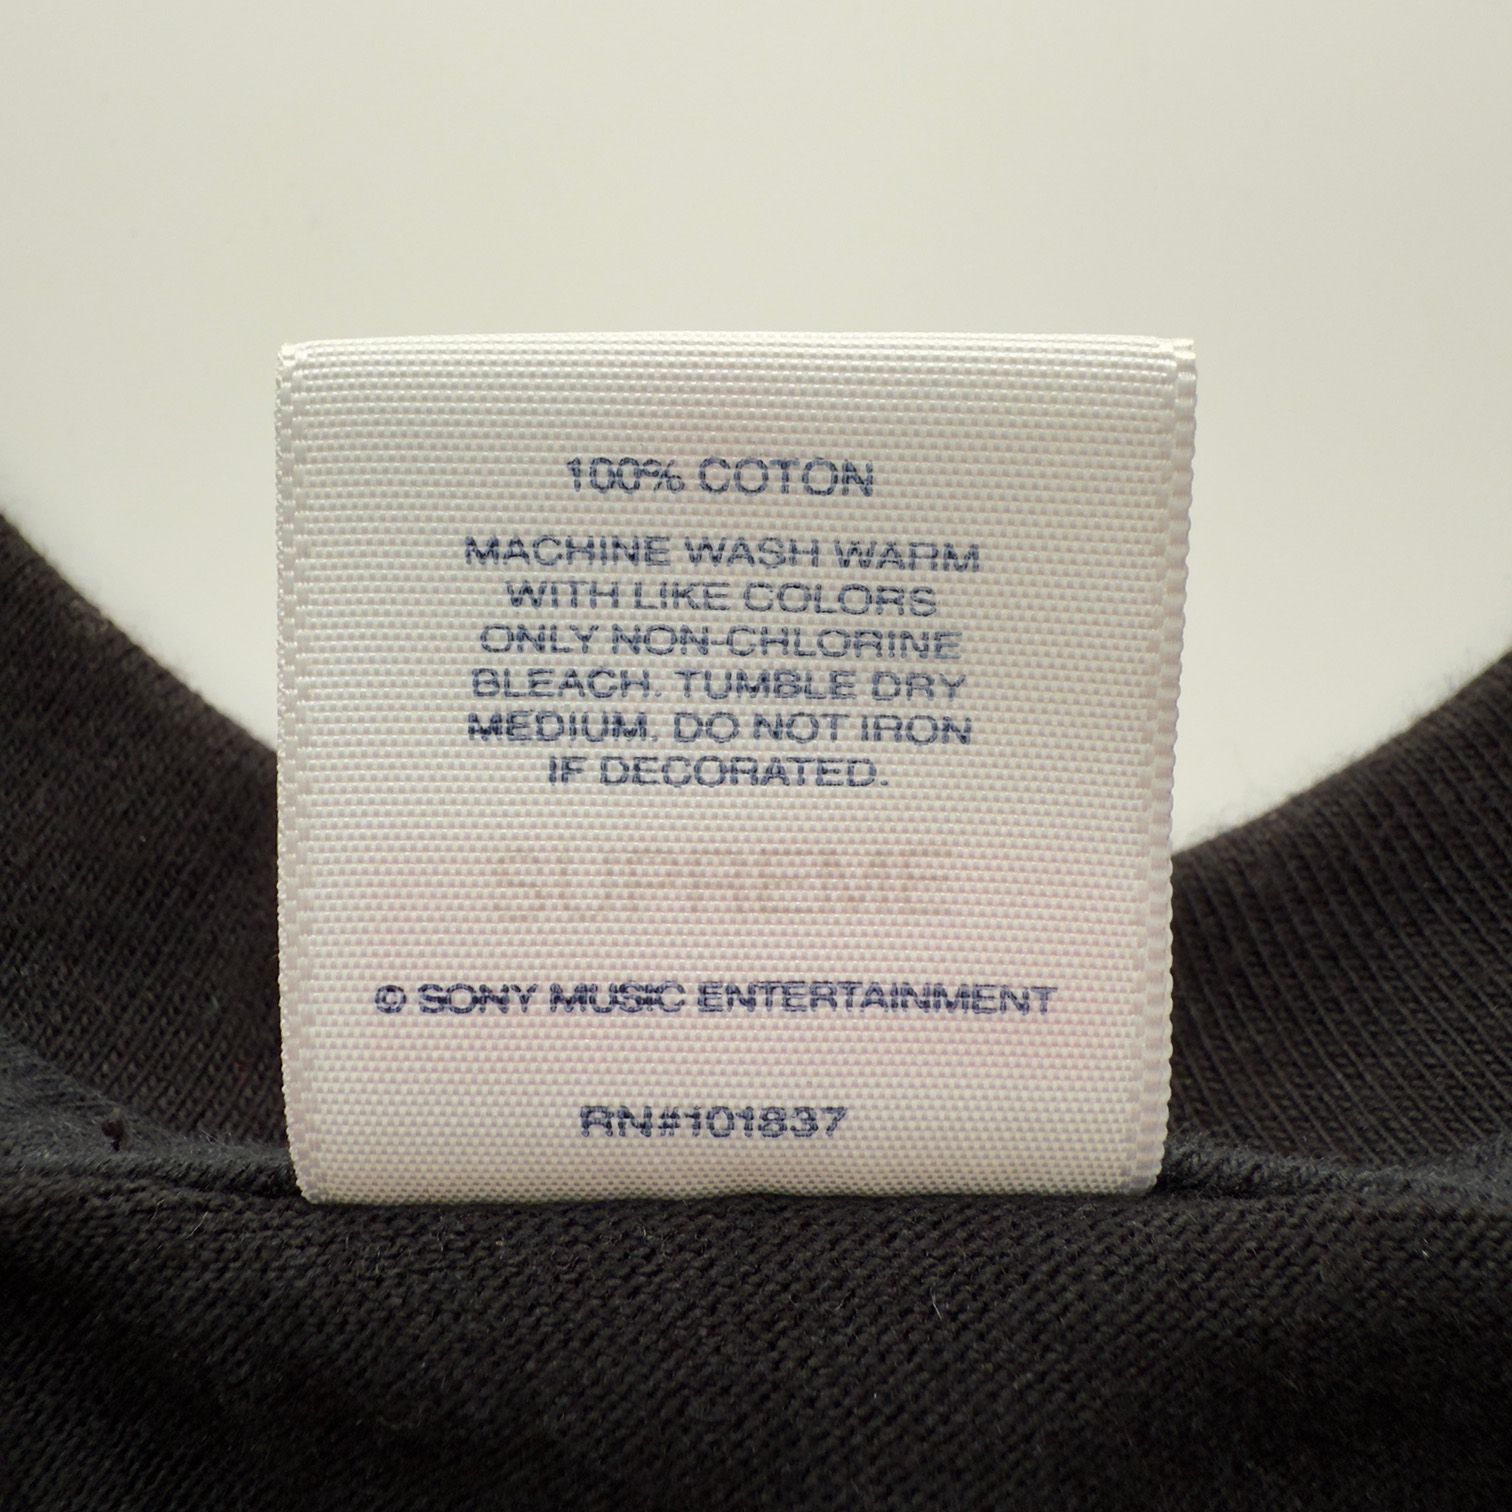 100% COTON
MACHINE WASH WARM
WITH LIKE COLORS
ONLY NON-CHLORINE
BLEACH. TUMBLE DRY
MEDIUM. DO NOT IRON
IF DECORATED.
© SONY MUSIC ENTERTAINMENT
RN#101837